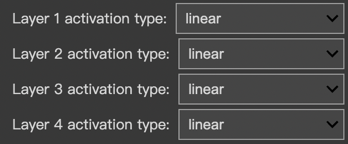 Layer 1 activation type: linear
Layer 2 activation type: linear
Layer 3 activation type: linear
Layer 4 activation type: linear